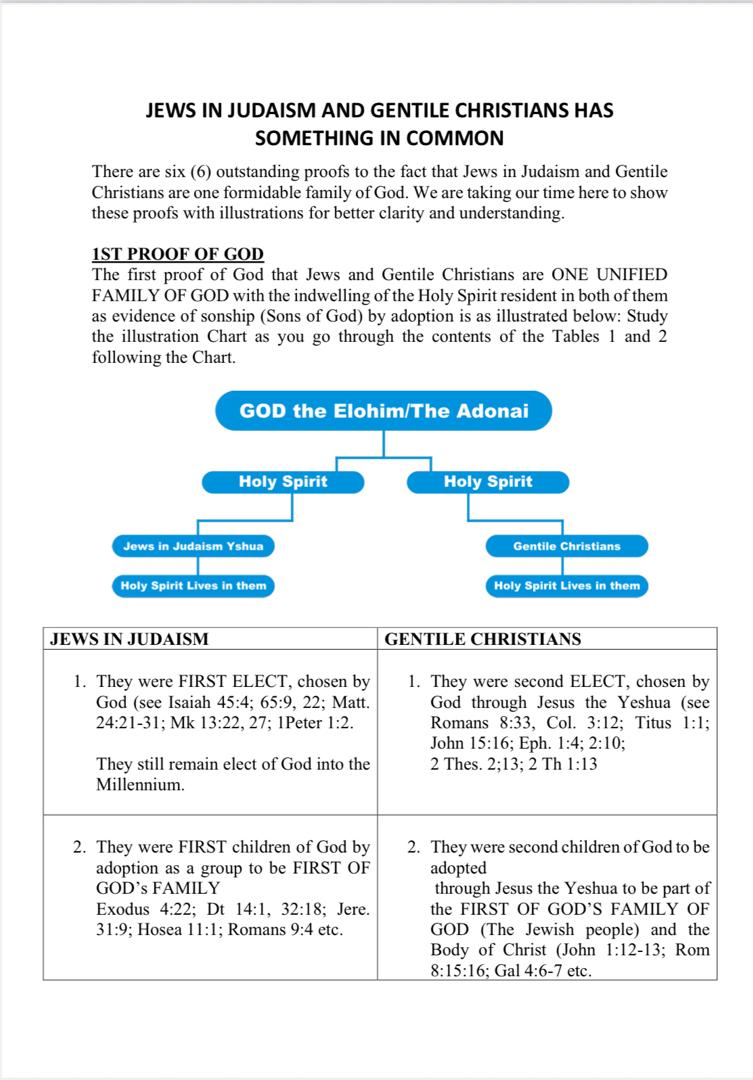 JEWS IN JUDAISM AND GENTILE CHRISTIANS HAS
SOMETHING IN COMMON
There are six (6) outstanding proofs to the fact that Jews in Judaism and Gentile
Christians are one formidable family of God. We are taking our time here to show
these proofs with illustrations for better clarity and understanding.
1ST PROOF OF GOD
The first proof of God that Jews and Gentile Christians are ONE UNIFIED
FAMILY OF GOD with the indwelling of the Holy Spirit resident in both of them
as evidence of sonship (Sons of God) by adoption is as illustrated below: Study
the illustration Chart as you go through the contents of the Tables 1 and 2
following the Chart.
GOD the Elohim/The Adonai
Holy Spirit
Holy Spirit
Jews in Judaism Yshua
Gentile Christians
Holy Spirit Lives in them
Holy Spirit Lives in them
JEWS IN JUDAISM
GENTILE CHRISTIANS
1. They were FIRST ELECT, chosen by
God (see Isaiah 45:4; 65:9, 22; Matt.
24:21-31; Mk 13:22, 27; 1Peter 1:2.
They still remain elect of God into the
Millennium.
1. They were second ELECT, chosen by
God through Jesus the Yeshua (see
Romans 8:33, Col. 3:12; Titus 1:1;
John 15:16; Eph. 1:4; 2:10;
2 Thes. 2;13; 2 Th 1:13
2. They were FIRST children of God by
adoption as a group to be FIRST OF
GOD's FAMILY
Exodus 4:22; Dt 14:1, 32:18; Jere.
31:9; Hosea 11:1; Romans 9:4 etc.
2. They were second children of God to be
adopted
through Jesus the Yeshua to be part of
the FIRST OF GOD'S FAMILY OF
GOD (The Jewish people) and the
Body of Christ (John 1:12-13; Rom
8:15:16; Gal 4:6-7 etc.